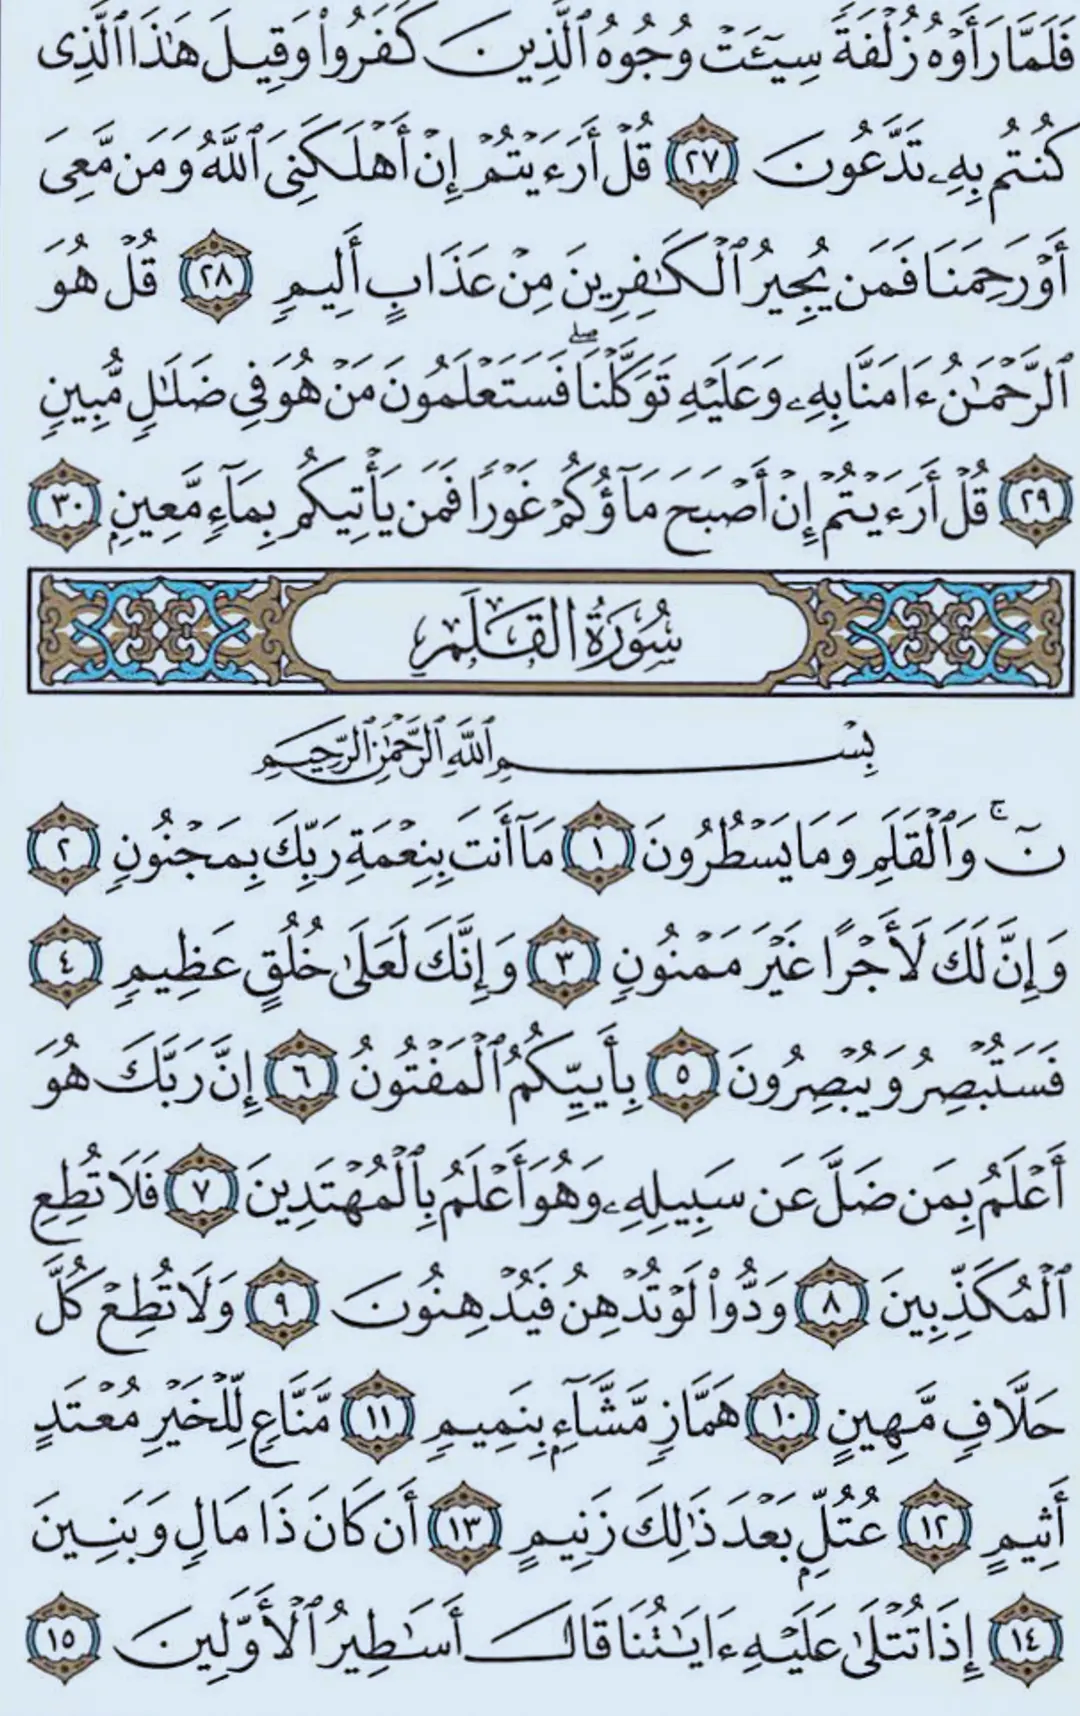 فَلَمَّا رَأَوْهُ زُلْفَةً سِيٓـَٔتْ وُجُوهُ ٱلَّذِينَ كَفَرُوا۟ وَقِيلَ هَٰذَا ٱلَّذِى
كُنتُم بِهِۦ تَدَّعُونَ ٢٧ قُلْ أَرَءَيْتُمْ إِنْ أَهْلَكَنِىَ ٱللَّهُ وَمَن مَّعِىَ
أَوْ رَحِمَنَا فَمَن يُجِيرُ ٱلْكَٰفِرِينَ مِنْ عَذَابٍ أَلِيمٍ ٢٨ قُلْ هُوَ
ٱلرَّحْمَٰنُ ءَامَنَّا بِهِۦ وَعَلَيْهِ تَوَكَّلْنَا ۖ فَسَتَعْلَمُونَ مَنْ هُوَ فِى ضَلَٰلٍ مُّبِينٍ
٢٩ قُلْ أَرَءَيْتُمْ إِنْ أَصْبَحَ مَآؤُكُمْ غَوْرًا فَمَن يَأْتِيكُم بِمَآءٍ مَّعِينٍۭ ٣٠
سُورَةُ القَلَمِ
بِسْمِ ٱللَّهِ ٱلرَّحْمَٰنِ ٱلرَّحِيمِ
نٓ ۚ وَٱلْقَلَمِ وَمَا يَسْطُرُونَ ١ مَآ أَنتَ بِنِعْمَةِ رَبِّكَ بِمَجْنُونٍ ٢
وَإِنَّ لَكَ لَأَجْرًا غَيْرَ مَمْنُونٍ ٣ وَإِنَّكَ لَعَلَىٰ خُلُقٍ عَظِيمٍ ٤
فَسَتُبْصِرُ وَيُبْصِرُونَ ٥ بِأَييِّكُمُ ٱلْمَفْتُونُ ٦ إِنَّ رَبَّكَ هُوَ
أَعْلَمُ بِمَن ضَلَّ عَن سَبِيلِهِۦ وَهُوَ أَعْلَمُ بِٱلْمُهْتَدِينَ ٧ فَلَا تُطِعِ
ٱلْمُكَذِّبِينَ ٨ وَدُّوا۟ لَوْ تُدْهِنُ فَيُدْهِنُونَ ٩ وَلَا تُطِعْ كُلَّ
حَلَّافٍ مَّهِينٍ ١٠ هَمَّازٍ مَّشَّآءٍۭ بِنَمِيمٍ ١١ مَّنَّاعٍ لِّلْخَيْرِ مُعْتَدٍ
أَثِيمٍ ١٢ عُتُلٍّۭ بَعْدَ ذَٰلِكَ زَنِيمٍ ١٣ أَن كَانَ ذَا مَالٍ وَبَنِينَ
١٤ إِذَا تُتْلَىٰ عَلَيْهِ ءَايَٰتُنَا قَالَ أَسَٰطِيرُ ٱلْأَوَّلِينَ ١٥